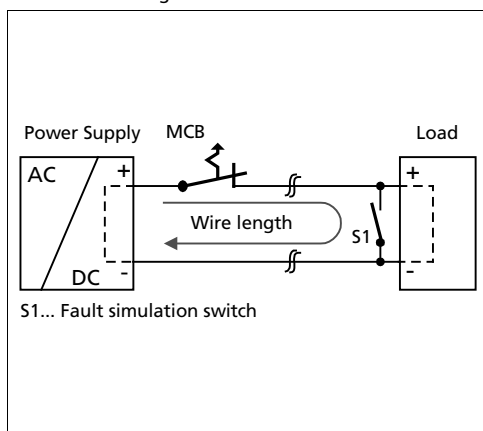 Power Supply MCB Load
AC + +
Wire length
S1
DC - -
S1... Fault simulation switch